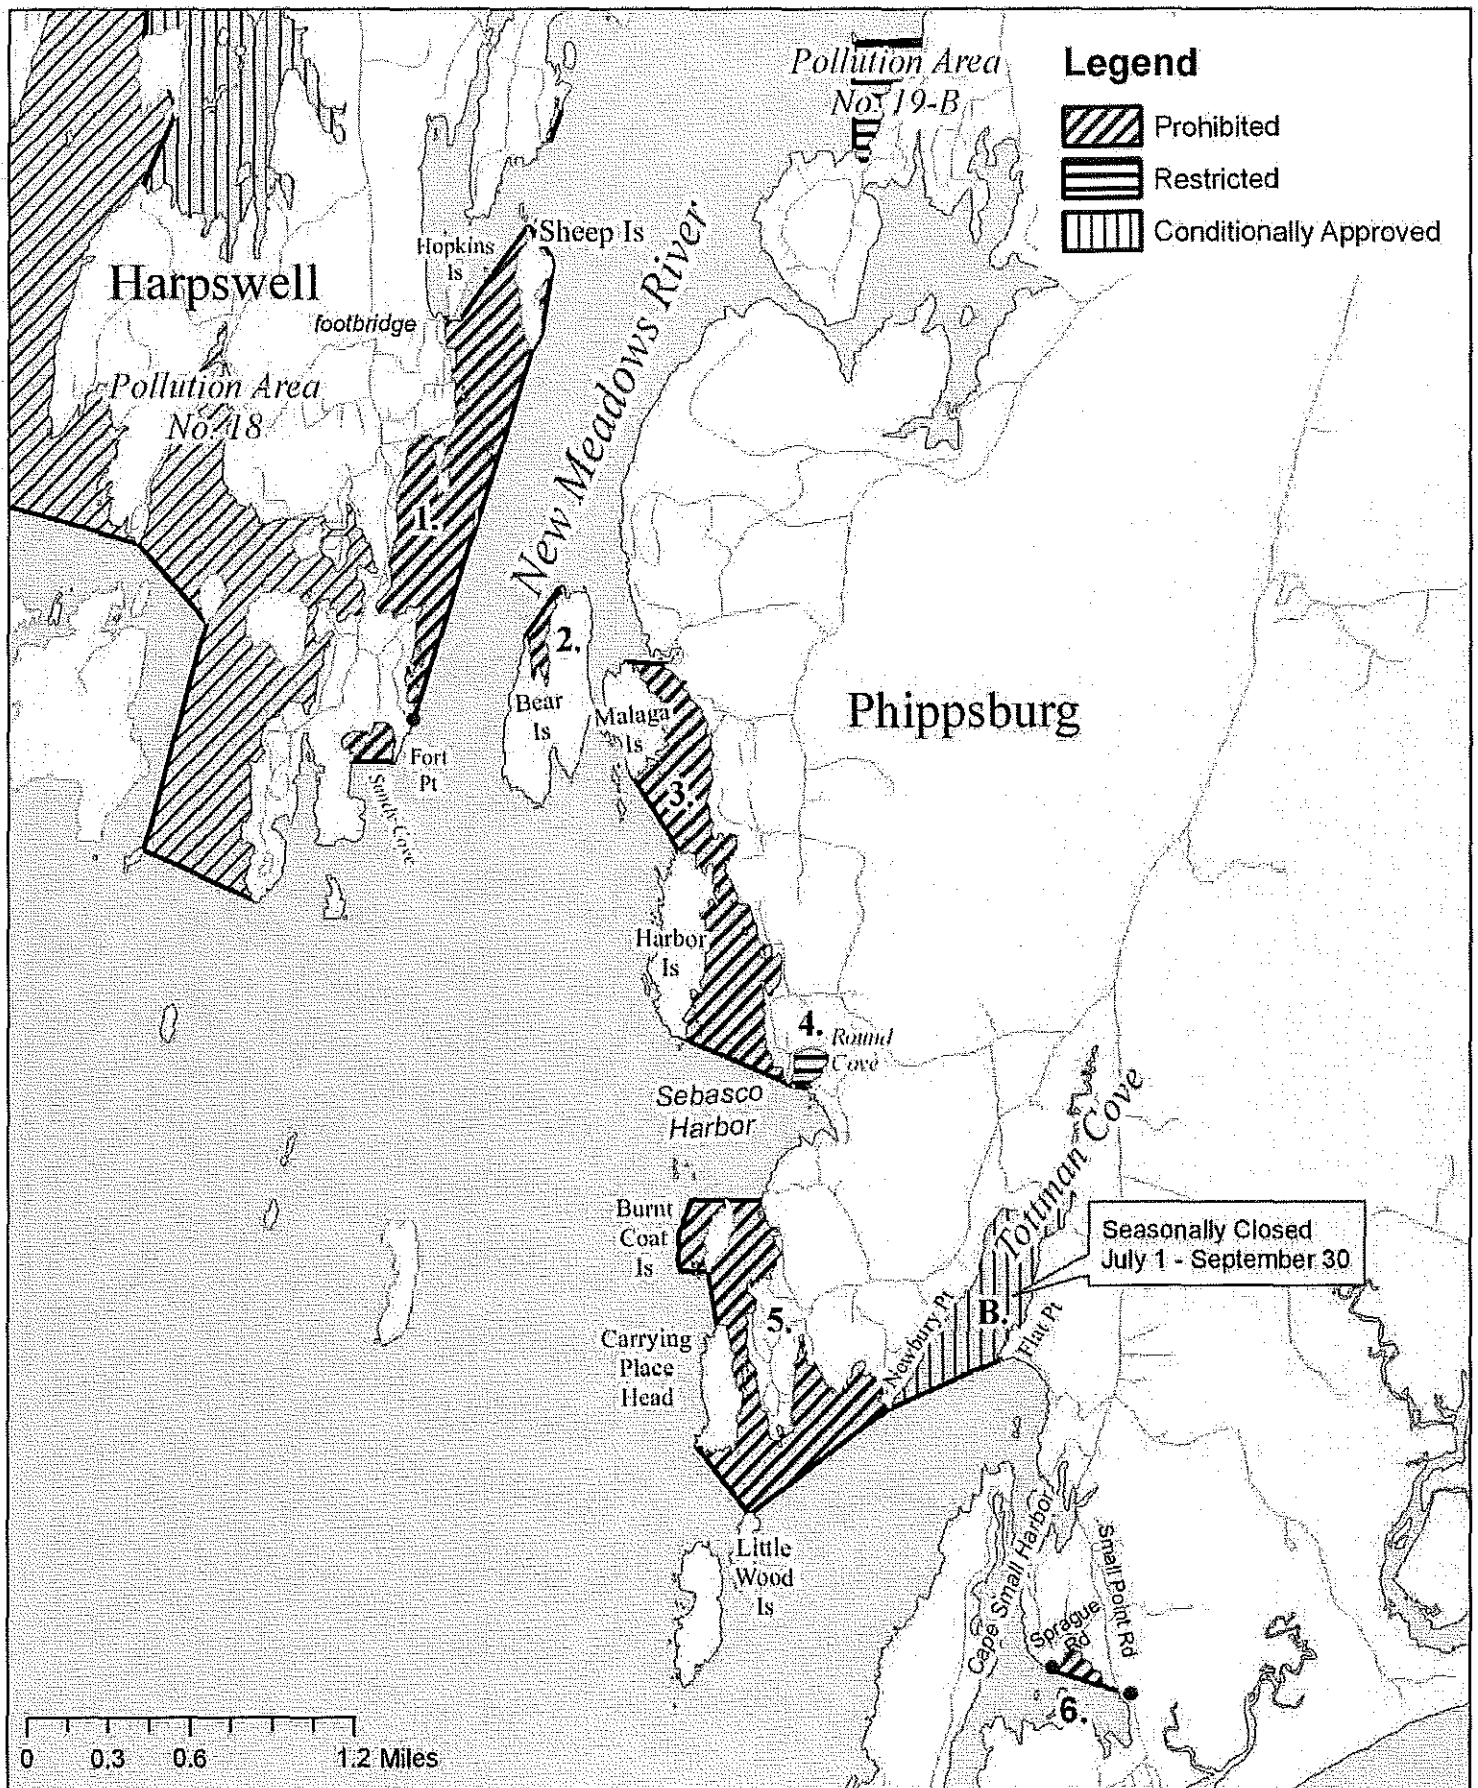 Pollution Area
No. 19-B
Legend
Prohibited
Restricted
Conditionally Approved
Hopkins
Is
Sheep Is
Harpswell
footbridge
New Meadows River
Pollution Area
No. 18
1.
2.
Bear
Is
Malaga
Is
Phippsburg
Fort
Pt
Sandy Cove
3.
Harbor
Is
4.
Round
Cove
Sebasco
Harbor
Tottman Cove
Burnt
Coat
Is
Seasonally Closed
July 1 - September 30
5.
B.
Newbury Pt
Flat Pt
Carrying
Place
Head
Little
Wood
Is
Cape Small Harbor
Small Point Rd
Sprague
Rd
6.
0 0.3 0.6 1.2 Miles